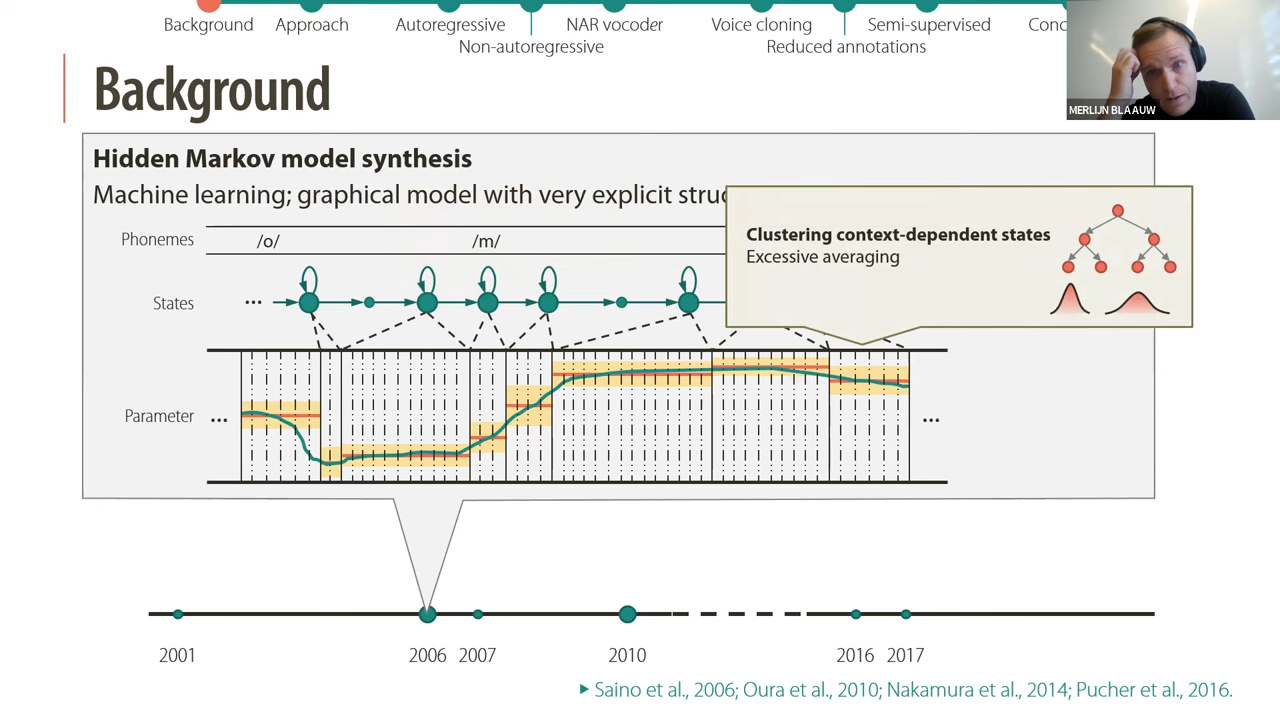 Background Approach Autoregressive NAR vocoder Voice cloning Semi-supervised Conc
Non-autoregressive Reduced annotations
MERLIJN BLAAUW
Background
Hidden Markov model synthesis
Machine learning; graphical model with very explicit struc
Clustering context-dependent states
Excessive averaging
Phonemes /o/ /m/
States ...
Parameter ... ...
2001 2006 2007 2010 2016 2017
Saino et al., 2006; Oura et al., 2010; Nakamura et al., 2014; Pucher et al., 2016.